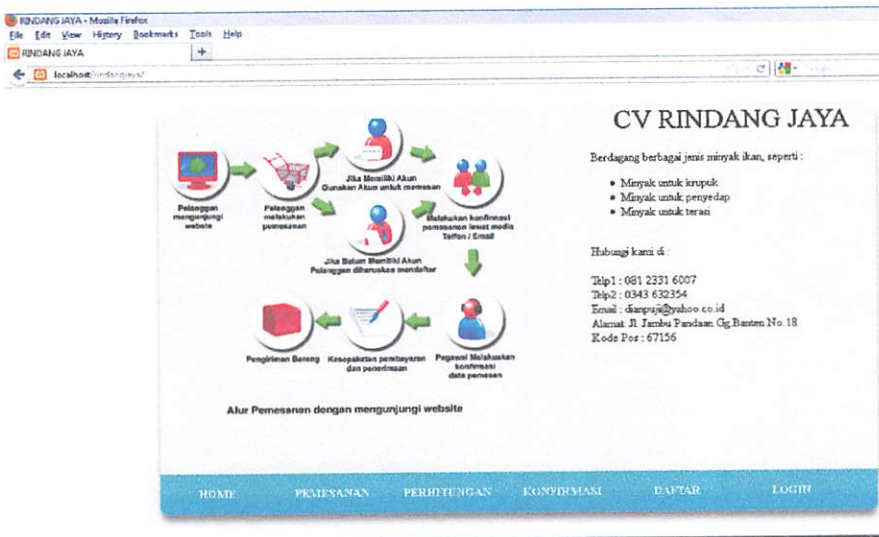 RINDANG JAYA - Mozilla Firefox
File Edit View History Bookmarks Tools Help
RINDANG JAYA
localhost/rindangjaya/
CV RINDANG JAYA
Berdagang berbagai jenis minyak ikan, seperti :
Minyak untuk krupuk
Minyak untuk penyedap
Minyak untuk terasi
Hubungi kami di :
Telp1 : 081 2331 6007
Telp2 : 0343 632354
Email : dianpuji@yahoo.co.id
Alamat: Jl. Jambu Pandaan Gg.Banten No. 18
Kode Pos : 67156
Pelanggan
mengunjungi
website
Pelanggan
melakukan
pemesanan
Jika Memiliki Akun
Gunakan Akun untuk memesan
Jika Belum Memiliki Akun
Pelanggan diharuskan mendaftar
Melakukan konfirmasi
pemesanan lewat media
Telfon / Email
Pegawai Melakukan
konfirmasi
data pemesan
Kesepakatan pembayaran
dan penerimaan
Pengiriman Barang
Alur Pemesanan dengan mengunjungi website
HOME PEMESANAN PERHITUNGAN KONFIRMASI DAFTAR LOGIN